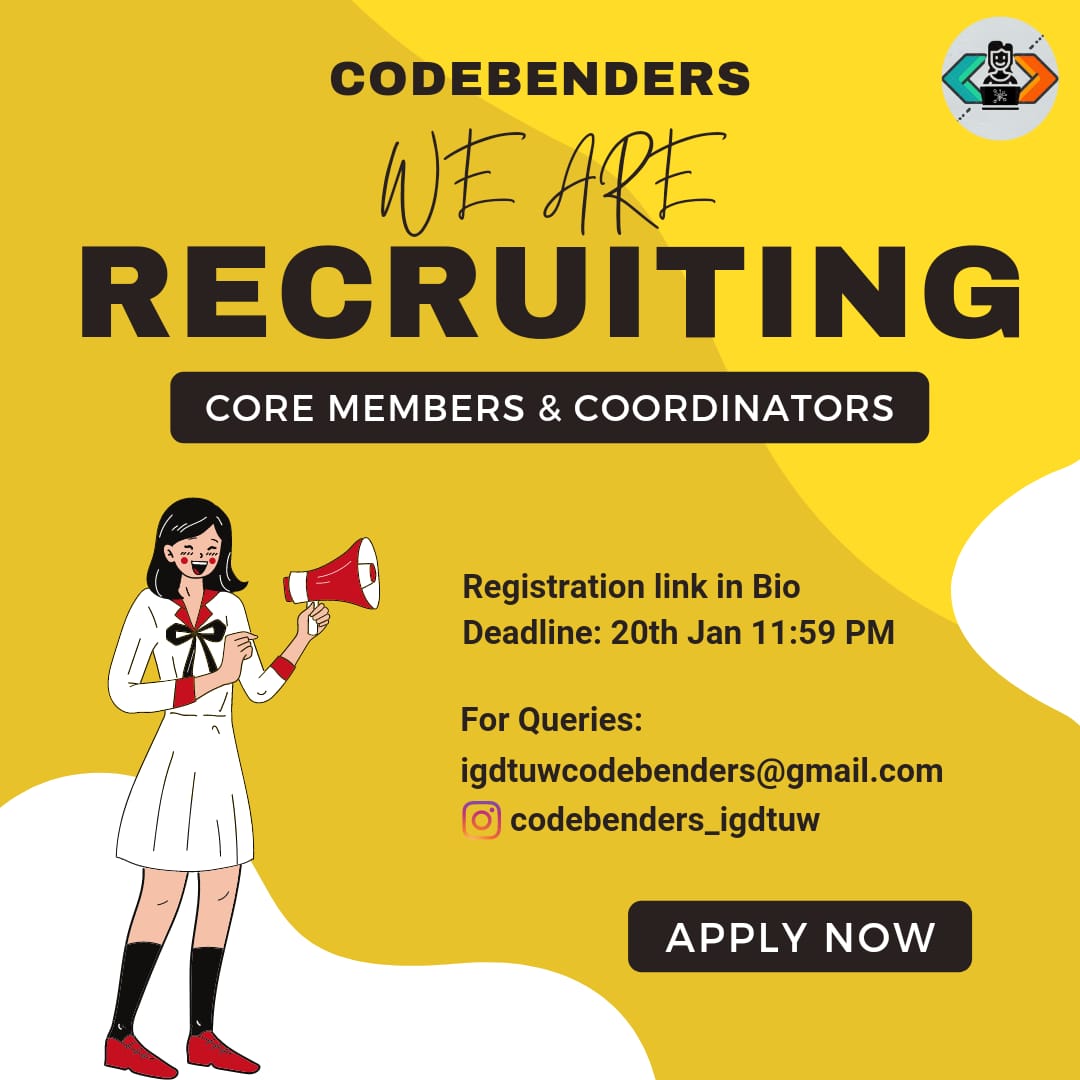 CODEBENDERS
WE ARE
RECRUITING
CORE MEMBERS & COORDINATORS
Registration link in Bio
Deadline: 20th Jan 11:59 PM
For Queries:
igdtuwcodebenders@gmail.com
codebenders_igdtuw
APPLY NOW